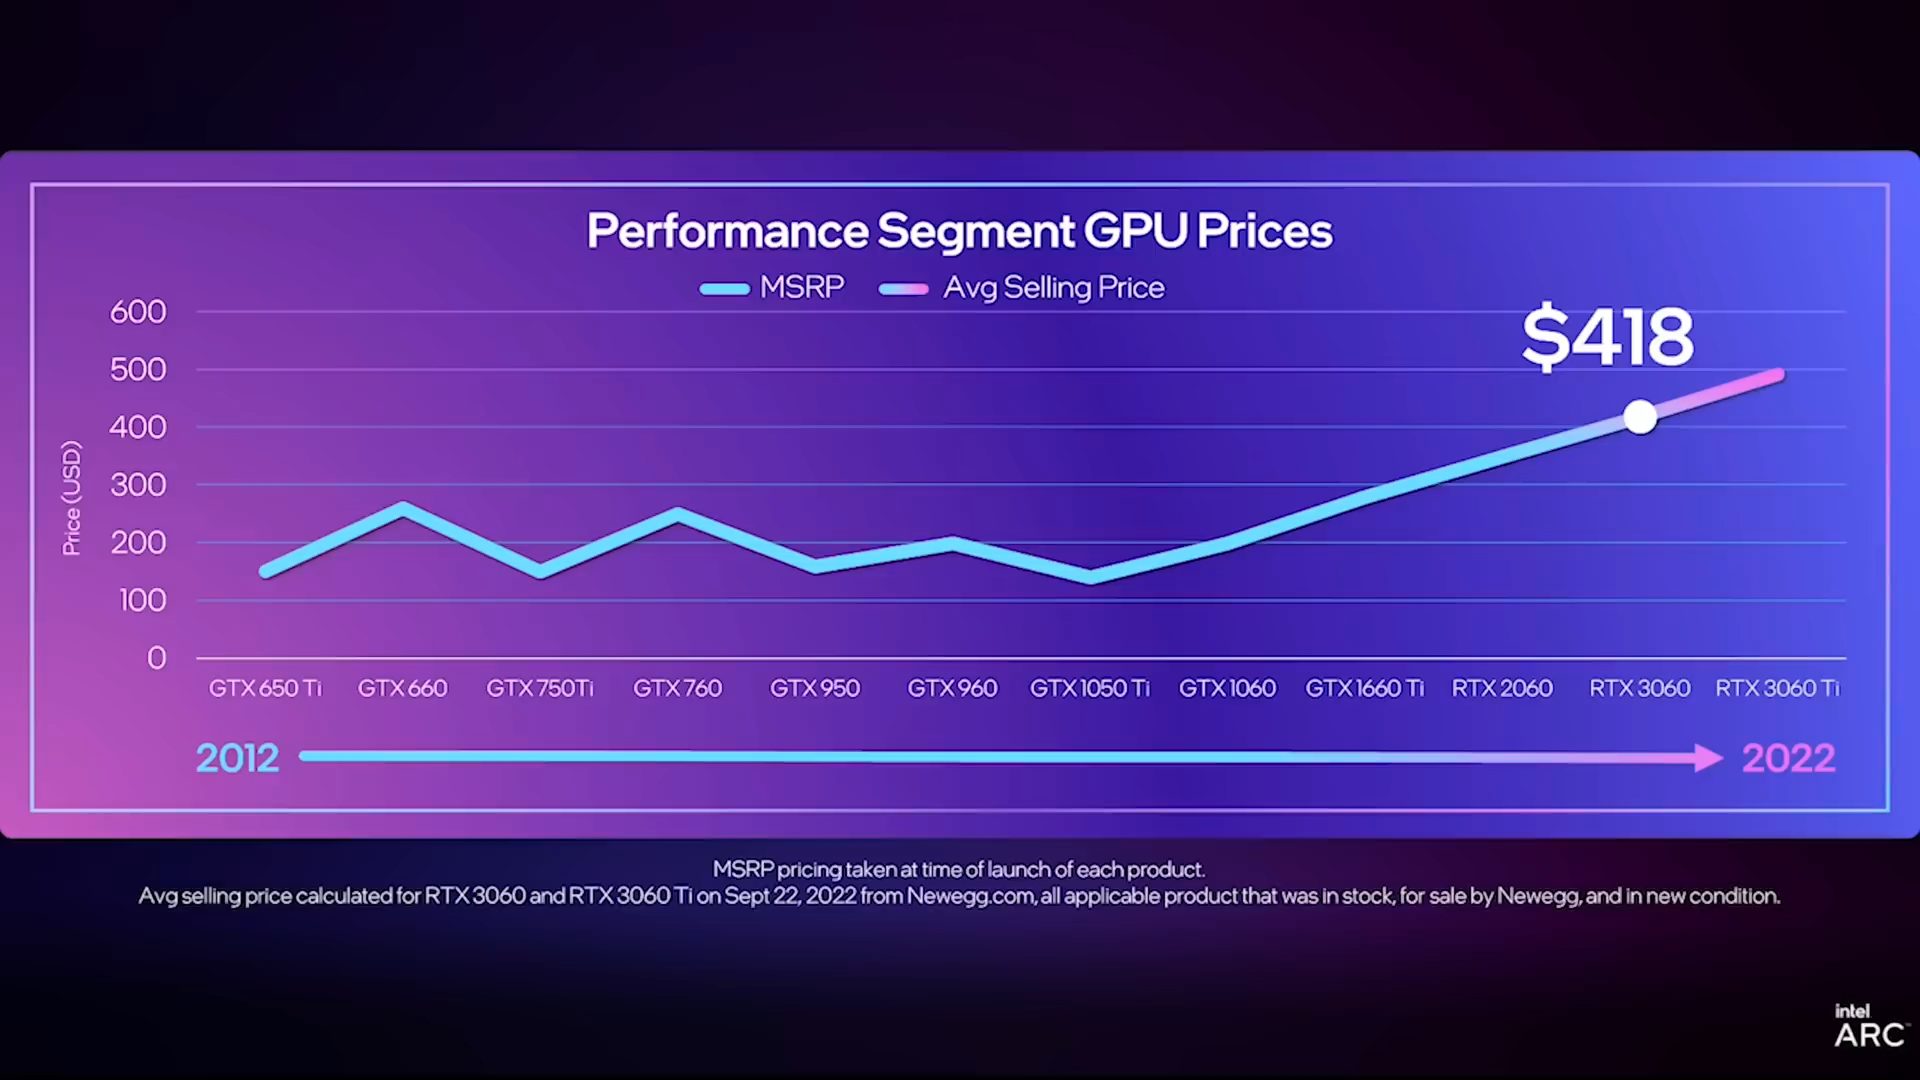 Performance Segment GPU Prices
MSRP Avg Selling Price
$418
600
500
400
300
200
100
0
Price (USD)
GTX 650 Ti GTX 660 GTX 750Ti GTX 760 GTX 950 GTX 960 GTX 1050 Ti GTX 1060 GTX 1660 Ti RTX 2060 RTX 3060 RTX 3060 Ti
2012 2022
MSRP pricing taken at time of launch of each product.
Avg selling price calculated for RTX 3060 and RTX 3060 Ti on Sept 22, 2022 from Newegg.com, all applicable product that was in stock, for sale by Newegg, and in new condition.
intel
ARC™